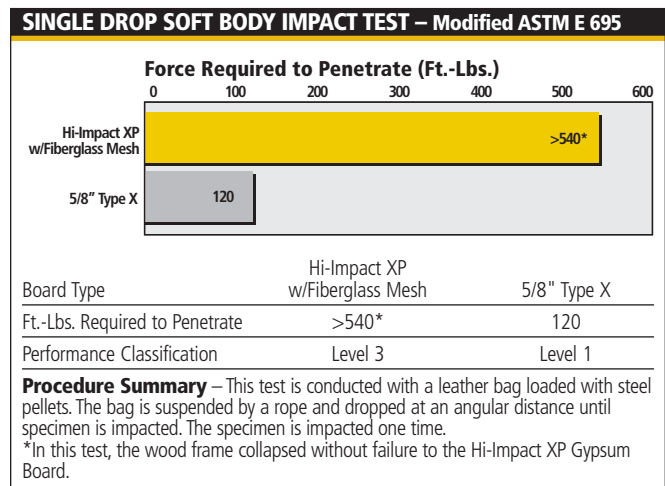 SINGLE DROP SOFT BODY IMPACT TEST – Modified ASTM E 695
Force Required to Penetrate (Ft.-Lbs.)
0 100 200 300 400 500 600
Hi-Impact XP
w/Fiberglass Mesh
>540*
5/8" Type X
120
Hi-Impact XP
Board Type w/Fiberglass Mesh 5/8" Type X
Ft.-Lbs. Required to Penetrate >540* 120
Performance Classification Level 3 Level 1
Procedure Summary – This test is conducted with a leather bag loaded with steel
pellets. The bag is suspended by a rope and dropped at an angular distance until
specimen is impacted. The specimen is impacted one time.
*In this test, the wood frame collapsed without failure to the Hi-Impact XP Gypsum
Board.